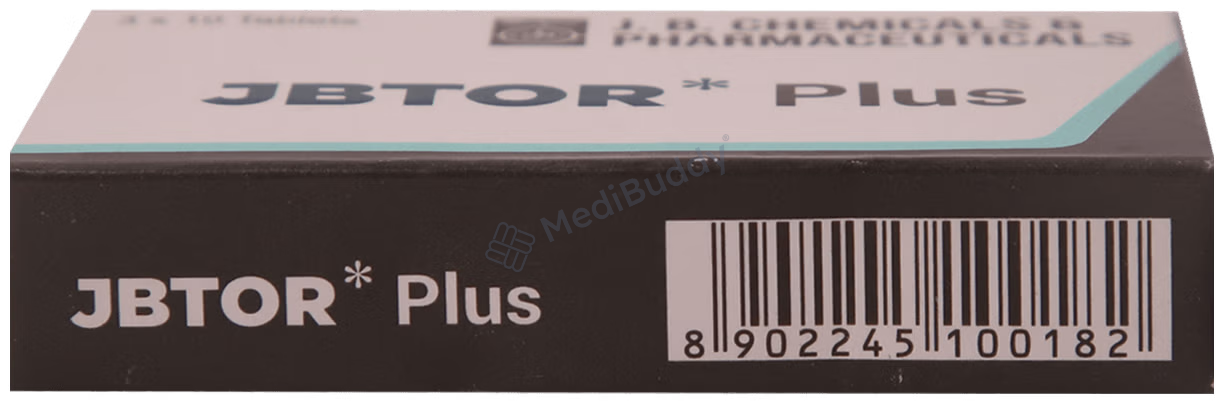 3 x 10 Tablets
J. B. CHEMICALS &
PHARMACEUTICALS
JBTOR* Plus
MediBuddy
JBTOR* Plus
8 902245 100182